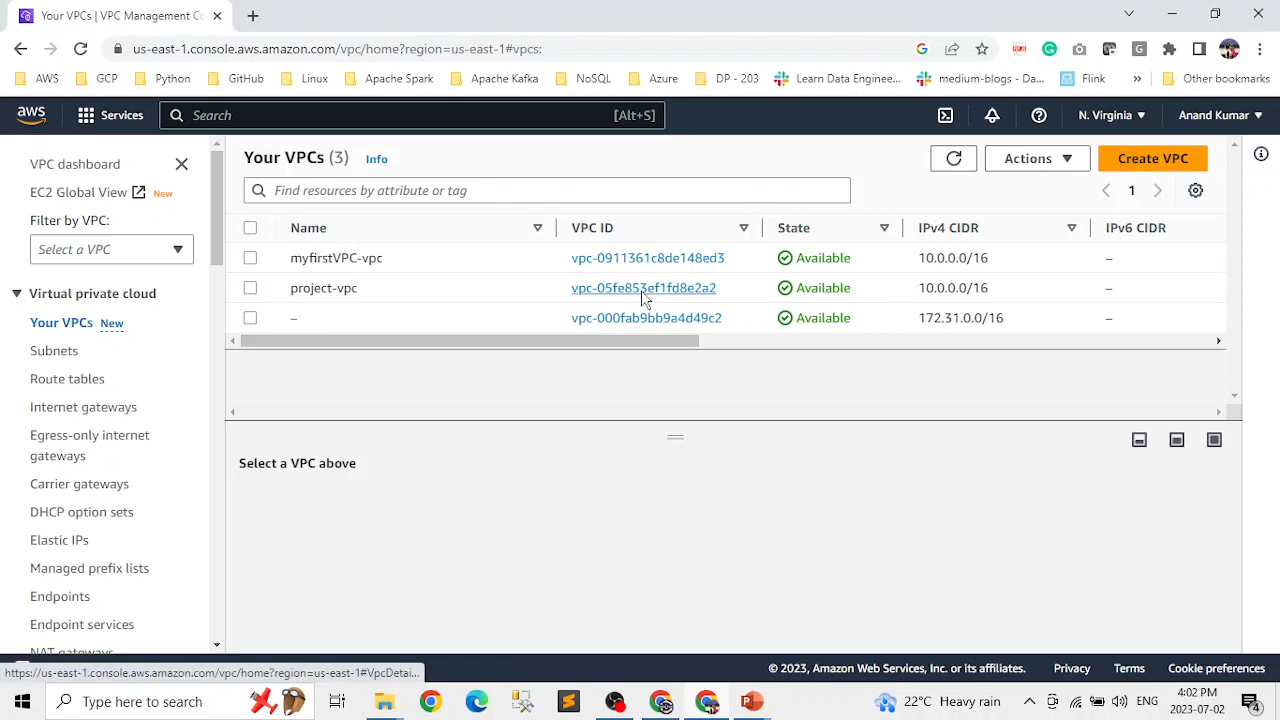 Your VPCs | VPC Management Co
us-east-1.console.aws.amazon.com/vpc/home?region=us-east-1#vpcs:
AWS GCP Python GitHub Linux Apache Spark Apache Kafka NoSQL Azure DP - 203 Learn Data Enginee... medium-blogs - Da... Flink » Other bookmarks
aws Services Search [Alt+S] N. Virginia Anand Kumar
VPC dashboard
EC2 Global View New
Filter by VPC:
Select a VPC
Virtual private cloud
Your VPCs New
Subnets
Route tables
Internet gateways
Egress-only internet
gateways
Carrier gateways
DHCP option sets
Elastic IPs
Managed prefix lists
Endpoints
Endpoint services
NAT gateways
Your VPCs (3) Info
Actions Create VPC
Find resources by attribute or tag
1
Name VPC ID State IPv4 CIDR IPv6 CIDR
myfirstVPC-vpc vpc-0911361c8de148ed3 Available 10.0.0.0/16 –
project-vpc vpc-05fe853ef1fd8e2a2 Available 10.0.0.0/16 –
– vpc-000fab9bb9a4d49c2 Available 172.31.0.0/16 –
Select a VPC above
https://us-east-1.console.aws.amazon.com/vpc/home?region=us-east-1#VpcDetai...
© 2023, Amazon Web Services, Inc. or its affiliates. Privacy Terms Cookie preferences
Type here to search
22°C Heavy rain
ENG
4:02 PM
2023-07-02
4